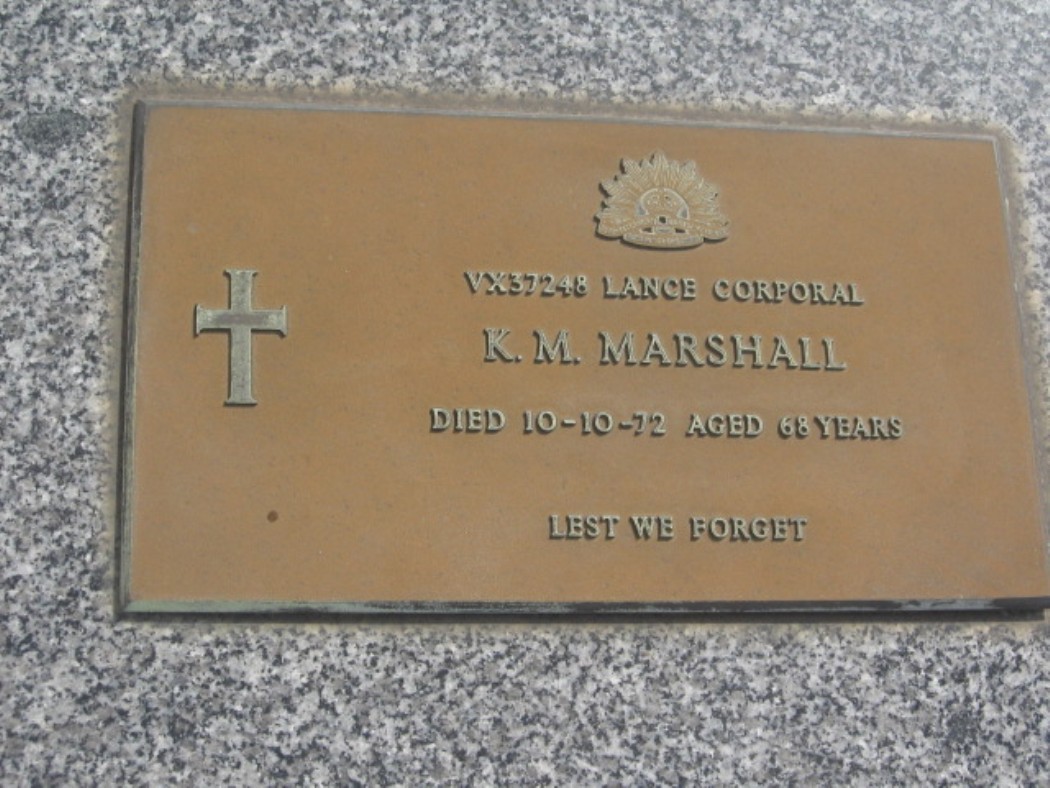 VX37248 LANCE CORPORAL
K. M. MARSHALL
DIED 10-10-72 AGED 68 YEARS
LEST WE FORGET